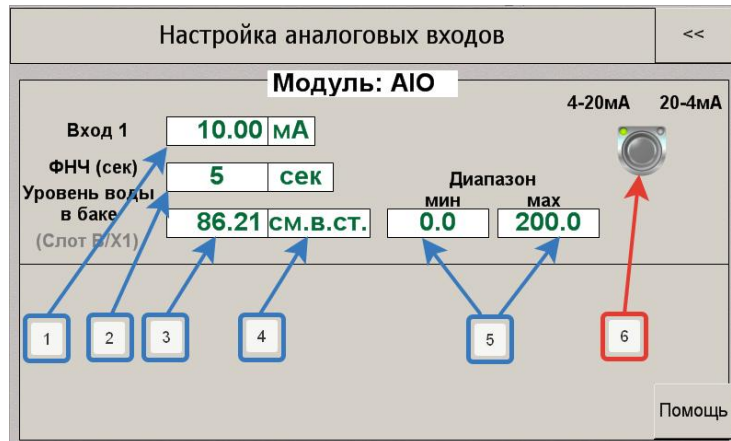 Настройка аналоговых входов
<<
Модуль: AIO
4-20мА 20-4мА
Вход 1 10.00 мА
ФНЧ (сек) 5 сек
Диапазон
мин max
Уровень воды
в баке 86.21 см.в.ст. 0.0 200.0
(Слот B/X1)
1 2 3 4 5 6
Помощь